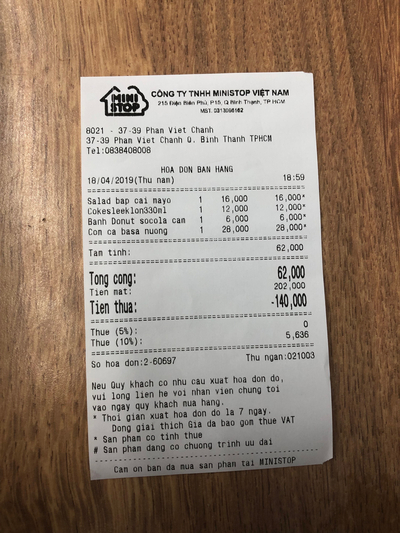 MINI
STOP
CÔNG TY TNHH MINISTOP VIỆT NAM
215 Điện Biên Phủ, P15, Q Bình Thạnh, TP HCM
MST: 0313096162
8021 - 37-39 Phan Viet Chanh
37-39 Phan Viet Chanh Q. Binh Thanh TPHCM
Tel:0838408008
HOA DON BAN HANG
18/04/2019(Thu nam) 18:59
Salad bap cai mayo 1 16,000 16,000*
Cokesleeklon330ml 1 12,000 12,000*
Banh Donut socola cam 1 6,000 6,000*
Com ca basa nuong 1 28,000 28,000*
Tam tinh: 62,000
Tong cong: 62,000
Tien mat: 202,000
Tien thua: -140,000
Thue (5%): 0
Thue (10%): 5,636
So hoa don:2-60697 Thu ngan:021003
Neu Quy khach co nhu cau xuat hoa don do,
vui long lien he voi nhan vien chung toi
vao ngay quy khach mua hang.
* Thoi gian xuat hoa don do la 7 ngay.
Dong giai thich Gia da bao gom thue VAT
* San pham co tinh thue
# San pham dang co chuong trinh uu dai
Cam on ban da mua san pham tai MINISTOP